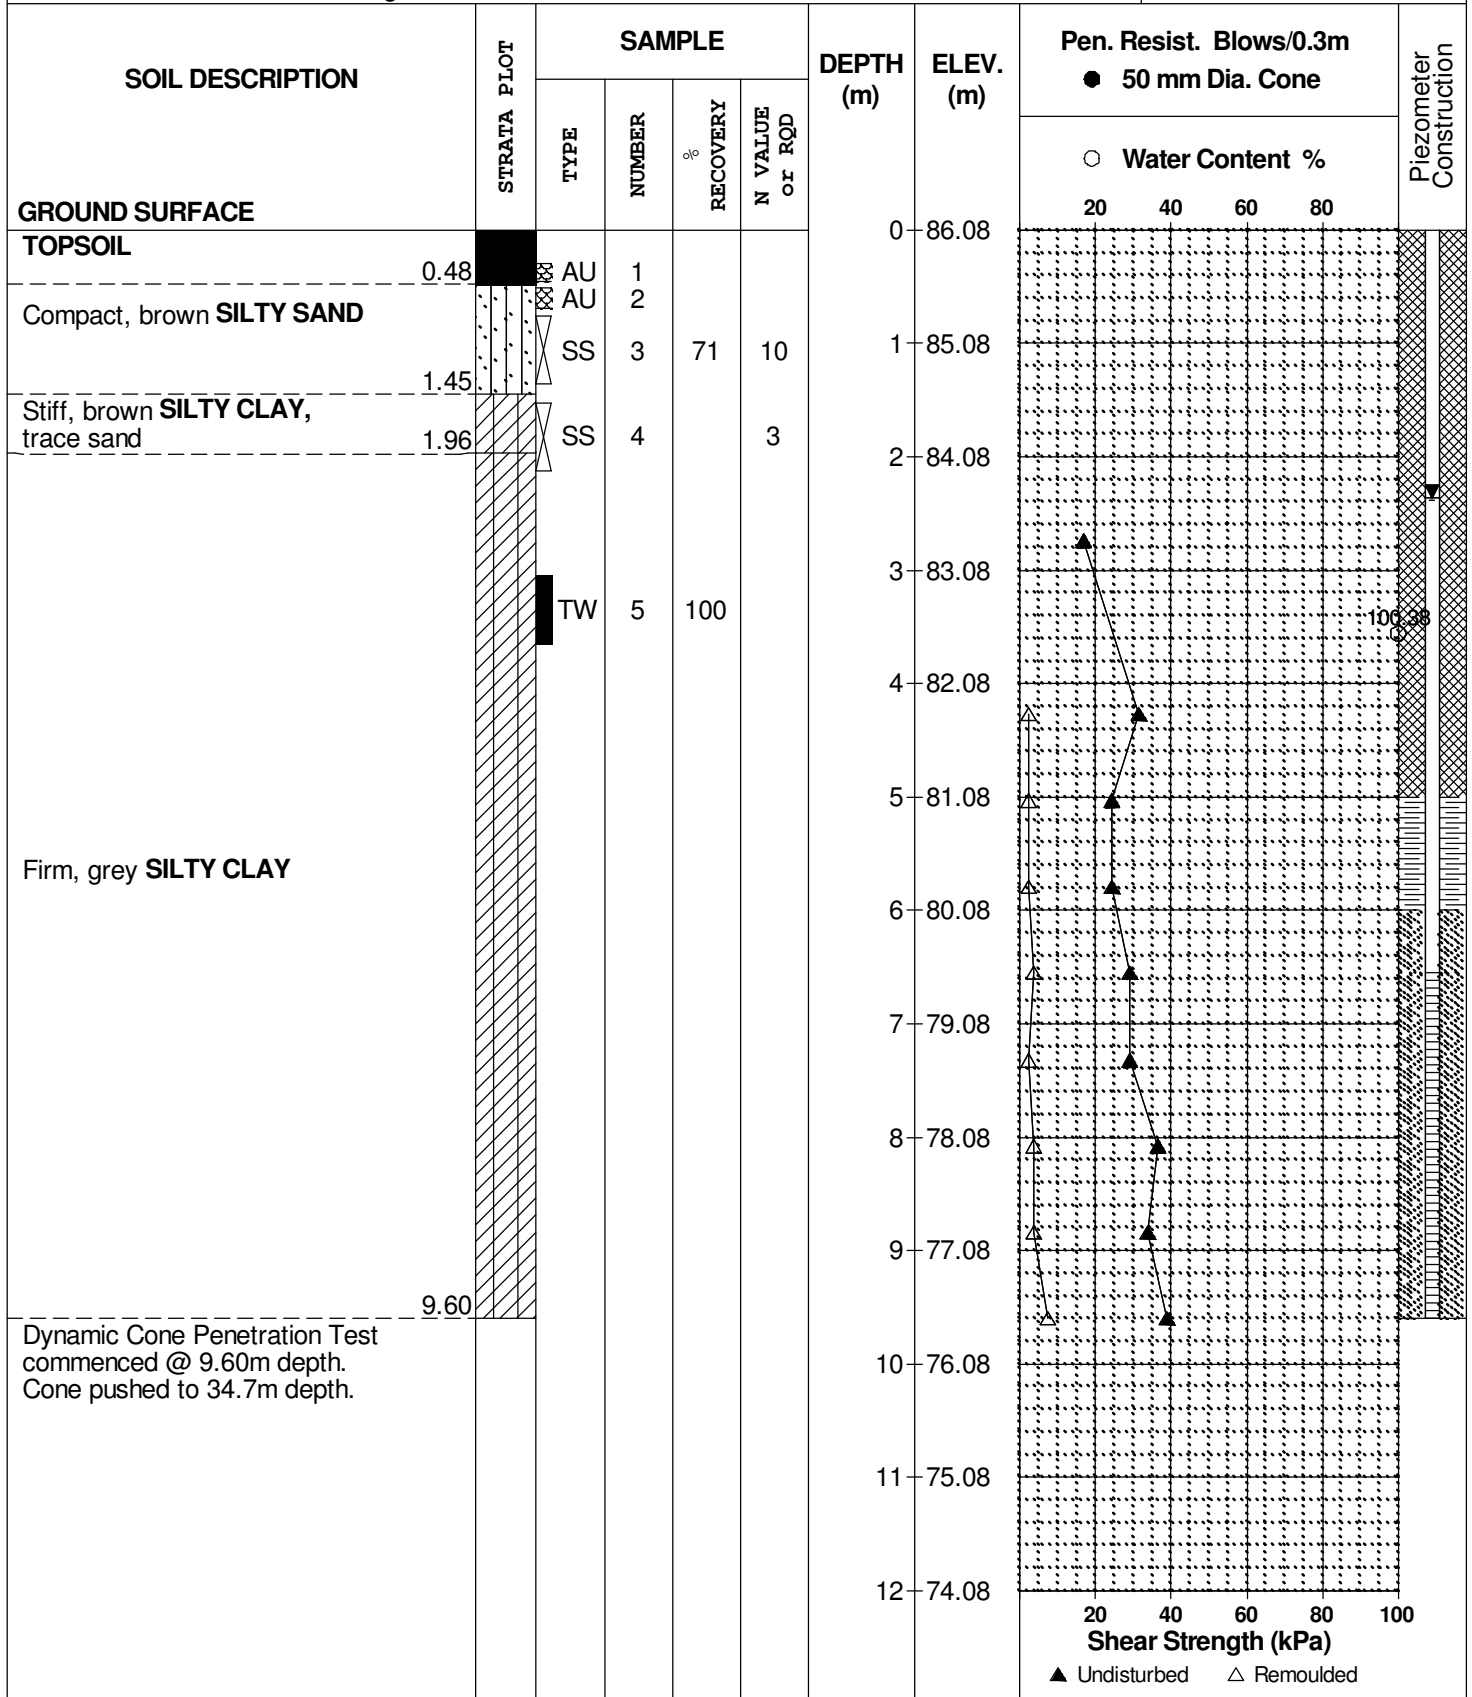 SOIL DESCRIPTION
GROUND SURFACE
STRATA PLOT
SAMPLE
TYPE
NUMBER
% RECOVERY
N VALUE or RQD
DEPTH (m)
ELEV. (m)
Pen. Resist. Blows/0.3m
● 50 mm Dia. Cone
○ Water Content %
20 40 60 80
Piezometer Construction
TOPSOIL
0.48
Compact, brown SILTY SAND
1.45
Stiff, brown SILTY CLAY,
trace sand 1.96
Firm, grey SILTY CLAY
9.60
Dynamic Cone Penetration Test
commenced @ 9.60m depth.
Cone pushed to 34.7m depth.
AU 1
AU 2
SS 3 71 10
SS 4 3
TW 5 100
0 86.08
1 85.08
2 84.08
3 83.08
4 82.08
5 81.08
6 80.08
7 79.08
8 78.08
9 77.08
10 76.08
11 75.08
12 74.08
100.38
20 40 60 80 100
Shear Strength (kPa)
▲ Undisturbed △ Remoulded